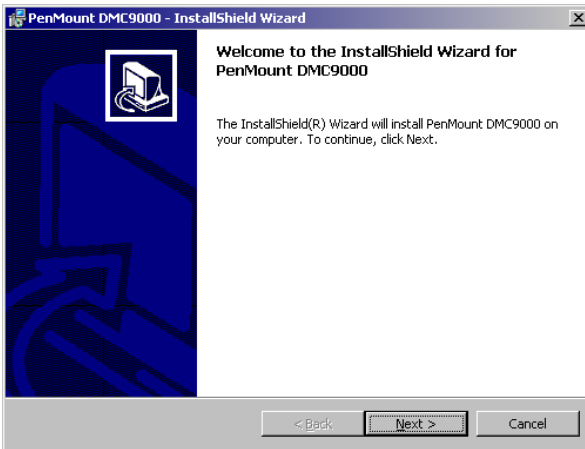 PenMount DMC9000 - InstallShield Wizard
Welcome to the InstallShield Wizard for
PenMount DMC9000
The InstallShield(R) Wizard will install PenMount DMC9000 on
your computer. To continue, click Next.
< Back Next > Cancel